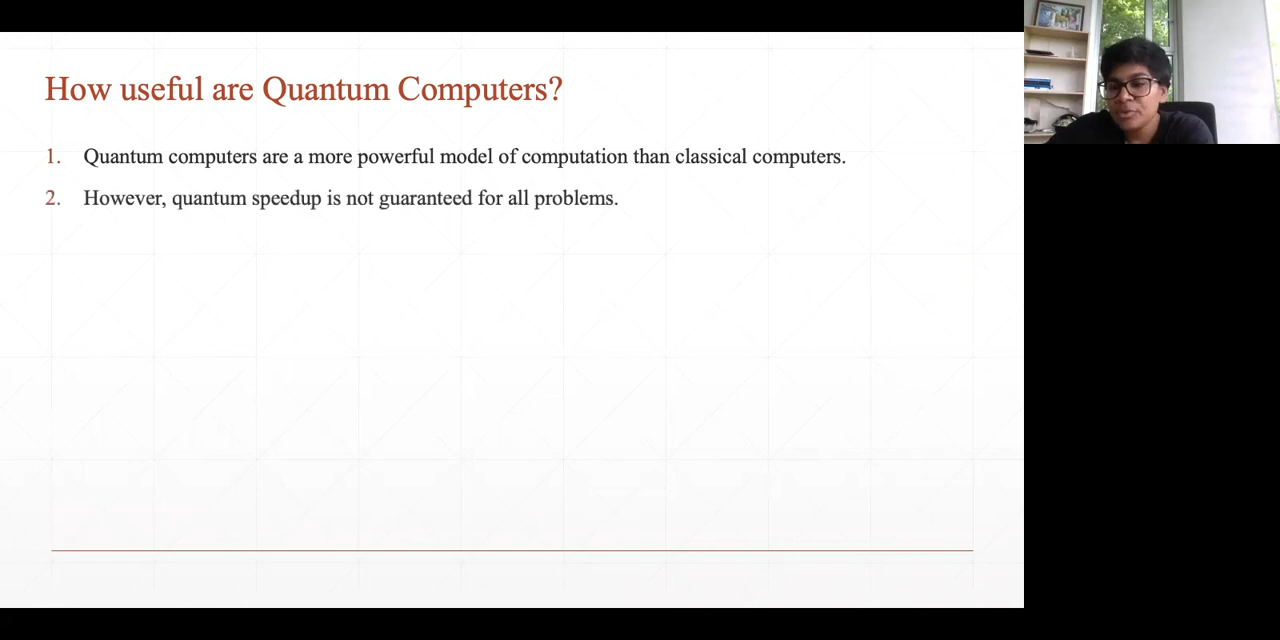 How useful are Quantum Computers?
1. Quantum computers are a more powerful model of computation than classical computers.
2. However, quantum speedup is not guaranteed for all problems.